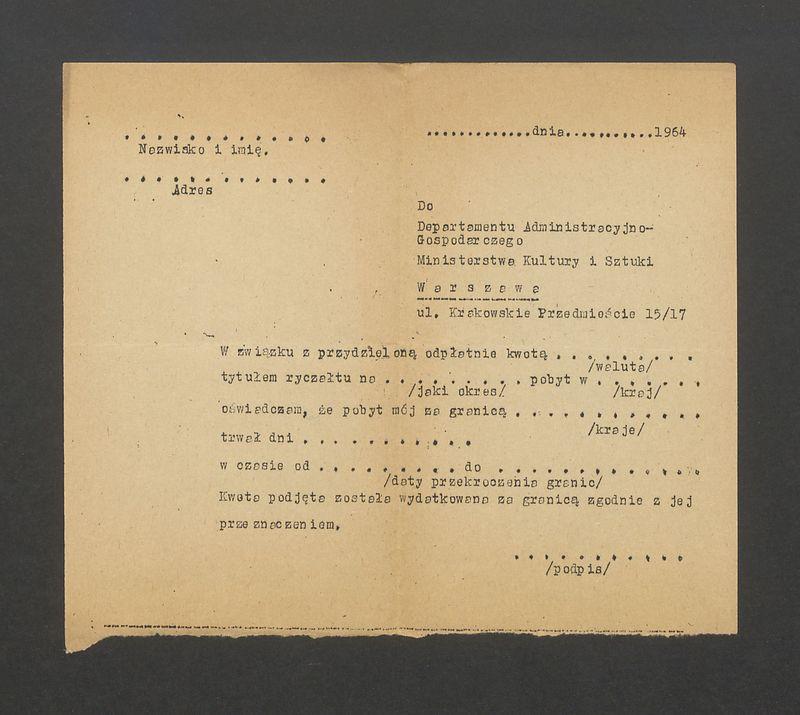 .............dnia...........1964
. . . . . . . . . . . . .
Nazwisko i imię.
. . . . . . . . . . . . .
Adres
Do
Departamentu Administracyjno-
Gospodarczego
Ministerstwa Kultury i Sztuki
W a r s z a w a
ul. Krakowskie Przedmieście 15/17
W związku z przydzieloną odpłatnie kwotą . . . . . . . . .
/waluta/
tytułem ryczałtu na . . . . . . . . . pobyt w . . . . . . .
/jaki okres/ /kraj/
oświadczam, że pobyt mój za granicą . . . . . . . . . . . .
/kraje/
trwał dni . . . . . . . . . . .
w czasie od . . . . . . . . . do . . . . . . . . . . . . .
/daty przekroczenia granic/
Kwota podjęta została wydatkowana za granicą zgodnie z jej
przeznaczeniem.
. . . . . . . . . . .
/podpis/